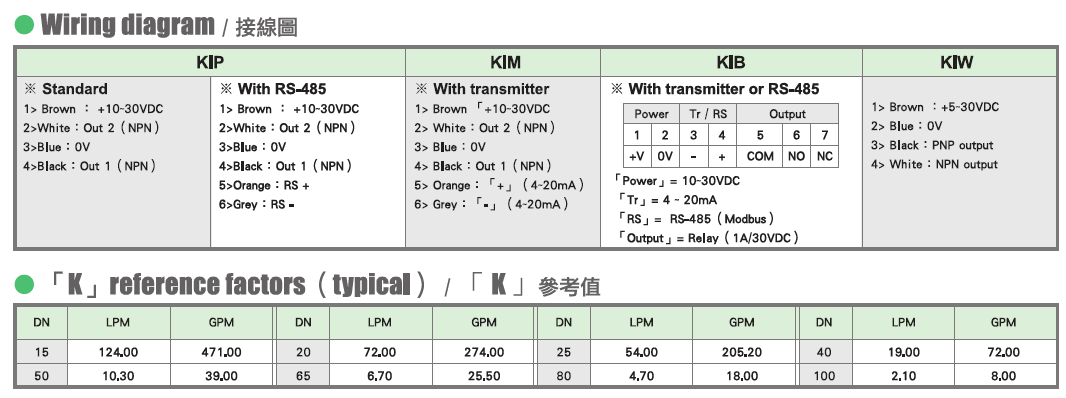 ● Wiring diagram / 接線圖
KIP KIM KIB KIW
※ Standard
1> Brown : +10~30VDC
2>White:Out 2 (NPN)
3>Blue:0V
4>Black:Out 1 (NPN)
※ With RS-485
1> Brown : +10~30VDC
2>White:Out 2 (NPN)
3>Blue:0V
4>Black:Out 1 (NPN)
5>Orange:RS +
6>Grey:RS -
※ With transmitter
1> Brown 「+10~30VDC
2> White:Out 2 (NPN)
3> Blue:0V
4> Black:Out 1 (NPN)
5> Orange:「+」(4~20mA)
6> Grey:「-」(4~20mA)
※ With transmitter or RS-485
Power Tr / RS Output
1 2 3 4 5 6 7
+V 0V - + COM NO NC
「Power」= 10-30VDC
「Tr」= 4 ~ 20mA
「RS」= RS-485 (Modbus)
「Output」= Relay (1A/30VDC)
1> Brown:+5~30VDC
2> Blue:0V
3> Black:PNP output
4> White:NPN output
● 「K」reference factors (typical) / 「K」參考值
DN LPM GPM DN LPM GPM DN LPM GPM DN LPM GPM
15 124.00 471.00 20 72.00 274.00 25 54.00 205.20 40 19.00 72.00
50 10.30 39.00 65 6.70 25.50 80 4.70 18.00 100 2.10 8.00